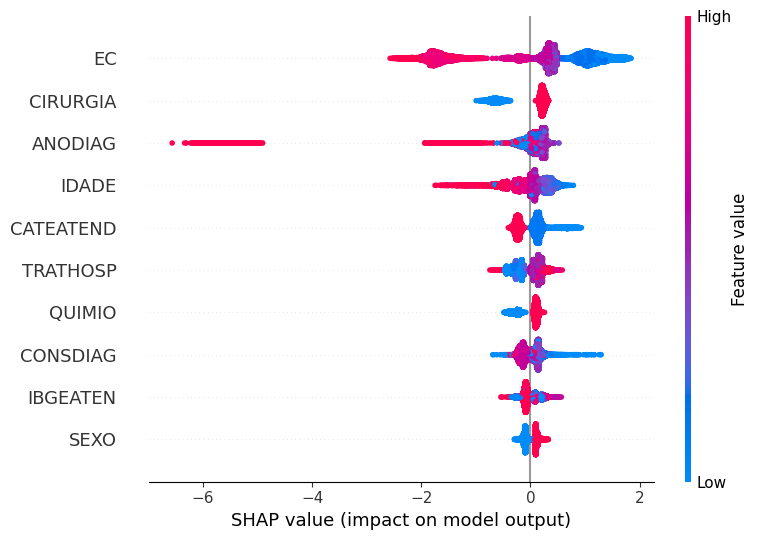 High
EC
CIRURGIA
ANODIAG
IDADE
CATEATEND
TRATHOSP
QUIMIO
CONSDIAG
IBGEATEN
SEXO
Feature value
Low
−6 −4 −2 0 2
SHAP value (impact on model output)